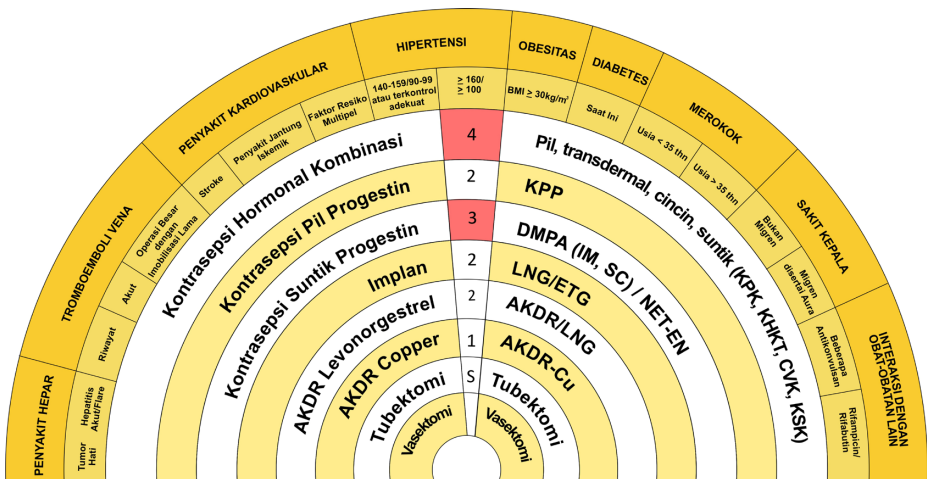 PENYAKIT HEPAR
TROMBOEMBOLI VENA
PENYAKIT KARDIOVASKULAR
HIPERTENSI
OBESITAS
DIABETES
MEROKOK
SAKIT KEPALA
INTERAKSI DENGAN
OBAT-OBATAN LAIN
Tumor
Hati
Hepatitis
Akut/Flare
Riwayat
Akut
Operasi Besar
dengan
Imobilisasi Lama
Stroke
Penyakit Jantung
Iskemik
Faktor Resiko
Multipel
140-159/90-99
atau terkontrol
adekuat
≥ 160/
≥ 100
BMI ≥ 30kg/m²
Saat Ini
Usia < 35 thn
Usia > 35 thn
Bukan
Migren
Migren
disertai Aura
Beberapa
Antikonvulsan
Rifampicin/
Rifabutin
Kontrasepsi Hormonal Kombinasi
4
Pil, transdermal, cincin, suntik (KPK, KHKT, CVK, KSK)
Kontrasepsi Pil Progestin
2
KPP
Kontrasepsi Suntik Progestin
3
DMPA (IM, SC) / NET-EN
Implan
2
LNG/ETG
AKDR Levonorgestrel
2
AKDR/LNG
AKDR Copper
1
AKDR-Cu
Tubektomi
S
Tubektomi
Vasektomi
Vasektomi